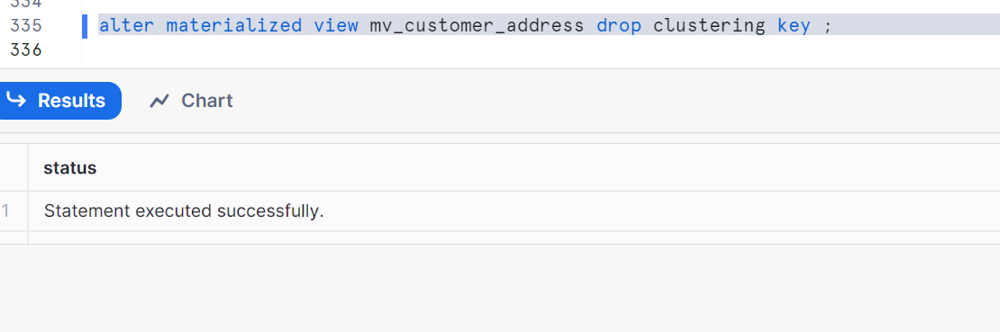 334
335 alter materialized view mv_customer_address drop clustering key ;
336
Results Chart
status
1 Statement executed successfully.